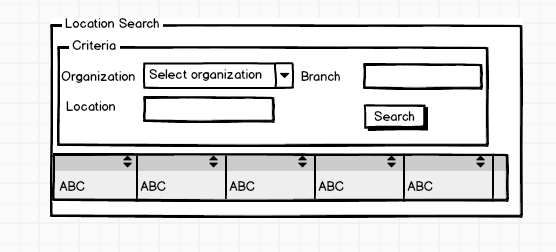 Location Search
Criteria
Organization Select organization Branch
Location Search
ABC ABC ABC ABC ABC